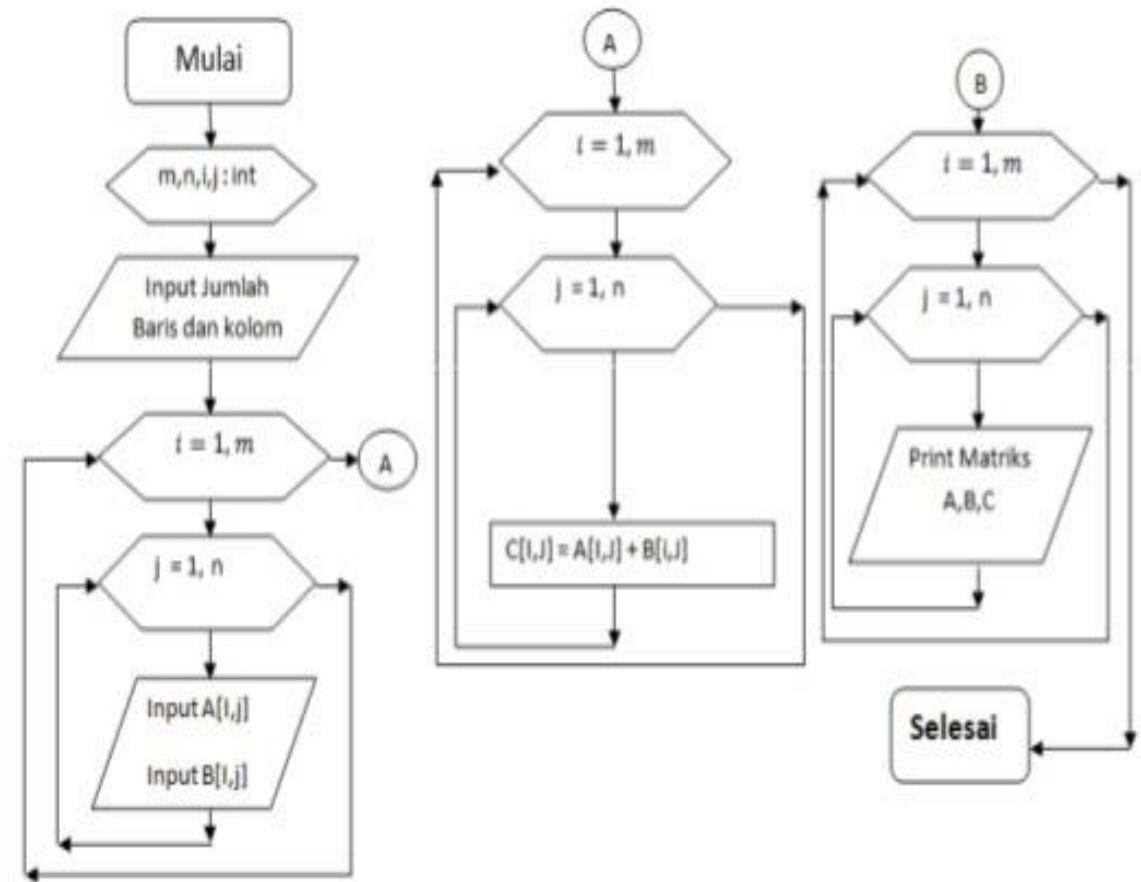 Mulai
m,n,i,j : int
Input Jumlah
Baris dan kolom
i = 1, m
A
j = 1, n
Input A[I,j]
Input B[I,j]
A
i = 1, m
j = 1, n
C[I,J] = A[I,J] + B[i,J]
B
i = 1, m
j = 1, n
Print Matriks
A,B,C
Selesai